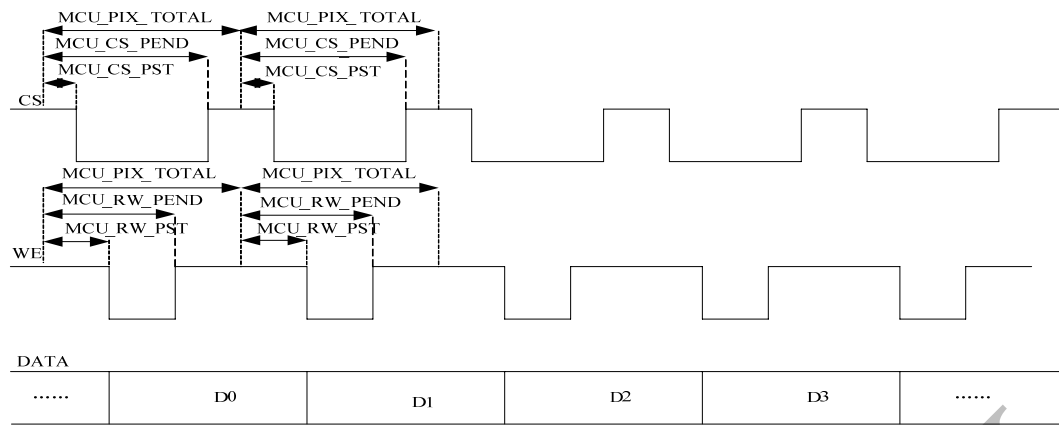 MCU_PIX_TOTAL MCU_PIX_TOTAL
MCU_CS_PEND MCU_CS_PEND
MCU_CS_PST MCU_CS_PST
CS
MCU_PIX_TOTAL MCU_PIX_TOTAL
MCU_RW_PEND MCU_RW_PEND
MCU_RW_PST MCU_RW_PST
WE
DATA
...... D0 D1 D2 D3 ......